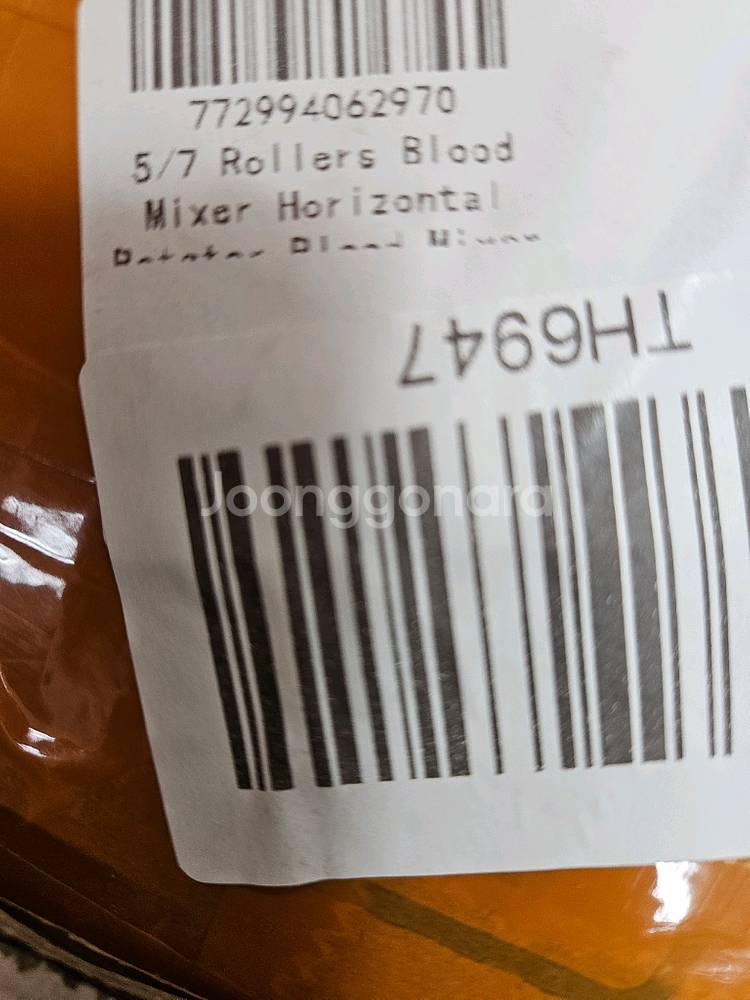 772994062970
5/7 Rollers Blood
Mixer Horizontal
TH6947
Joonggonara